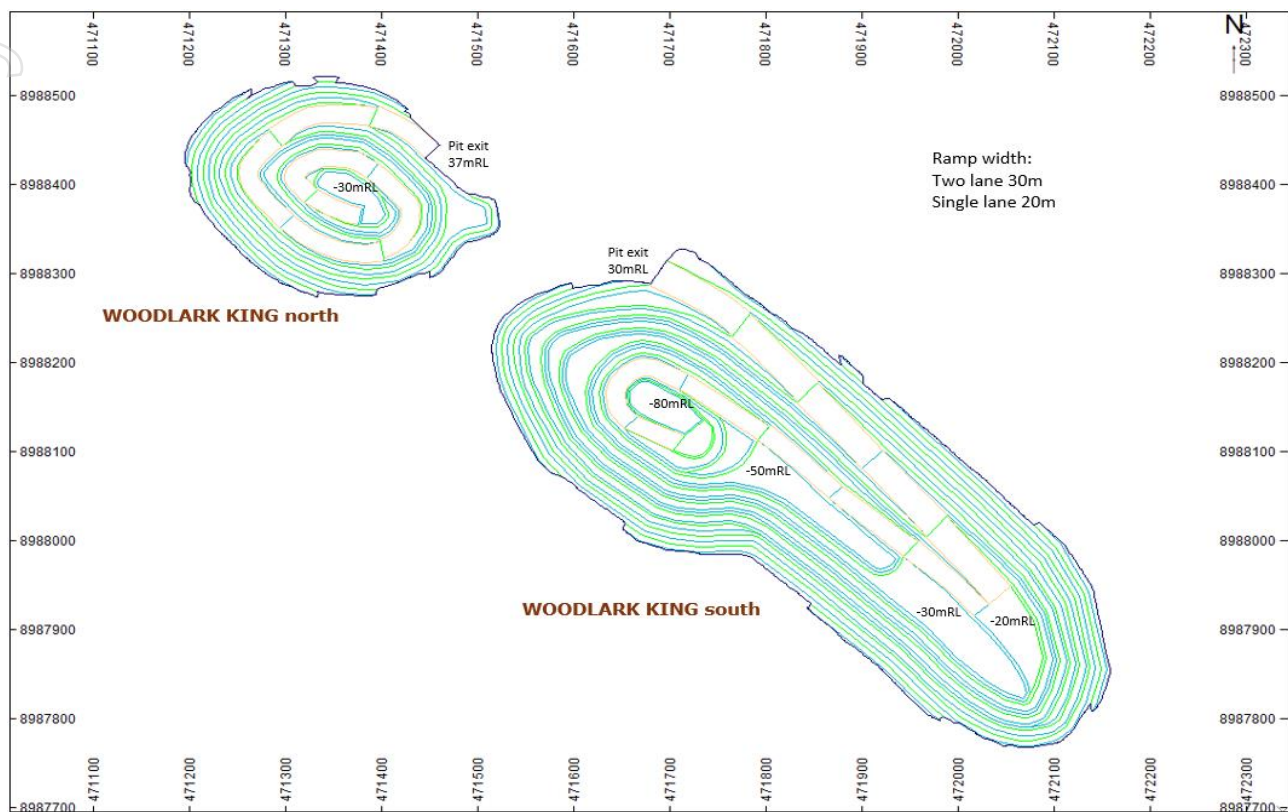 471100
471200
471300
471400
471500
471600
471700
471800
471900
472000
472100
472200
472300
N
8988500
8988500
Pit exit
37mRL
Ramp width:
Two lane 30m
Single lane 20m
8988400
-30mRL
8988400
Pit exit
30mRL
8988300
8988300
WOODLARK KING north
8988200
8988200
-80mRL
8988100
-50mRL
8988100
8988000
8988000
WOODLARK KING south
-30mRL
-20mRL
8987900
8987900
8987800
8987800
471100
471200
471300
471400
471500
471600
471700
471800
471900
472000
472100
472200
472300
8987700
8987700